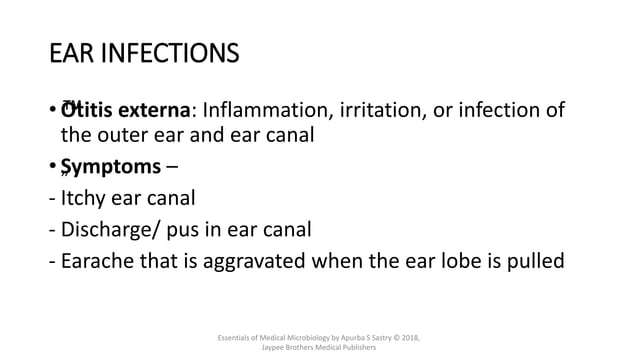 EAR INFECTIONS
• Otitis externa: Inflammation, irritation, or infection of
the outer ear and ear canal
• Symptoms –
- Itchy ear canal
- Discharge/ pus in ear canal
- Earache that is aggravated when the ear lobe is pulled
Essentials of Medical Microbiology by Apurba S Sastry © 2018,
Jaypee Brothers Medical Publishers